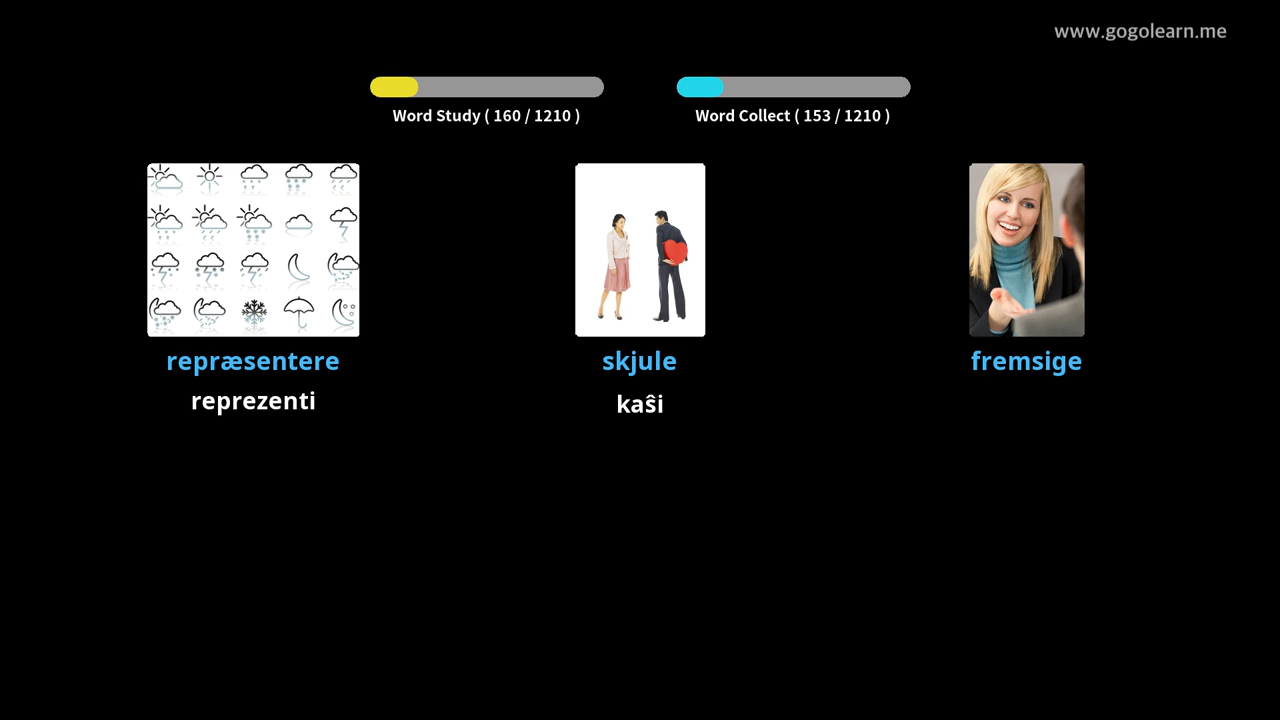 www.gogolearn.me
Word Study ( 160 / 1210 )
Word Collect ( 153 / 1210 )
repræsentere
skjule
fremsige
reprezenti
kaŝi